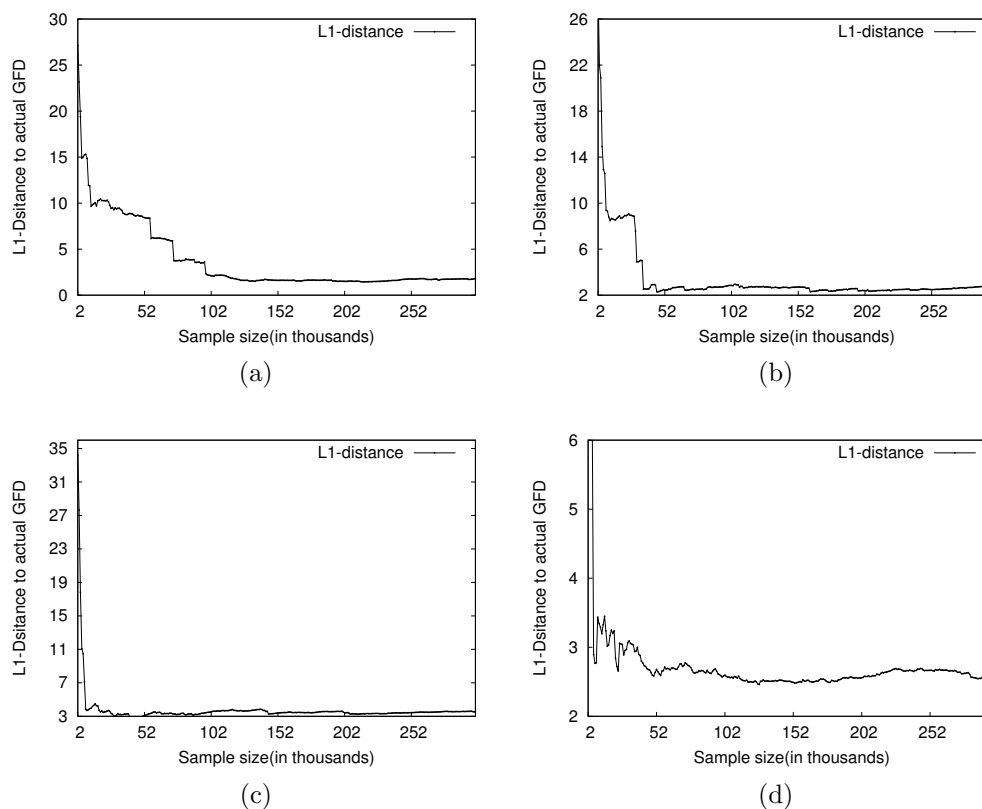 L1-distance
L1-Dsitance to actual GFD
30
25
20
15
10
5
0
2 52 102 152 202 252
Sample size(in thousands)
(a)
L1-distance
L1-Dsitance to actual GFD
26
22
18
14
10
6
2
2 52 102 152 202 252
Sample size(in thousands)
(b)
L1-distance
L1-Dsitance to actual GFD
35
31
27
23
19
15
11
7
3
2 52 102 152 202 252
Sample size(in thousands)
(c)
L1-distance
L1-Dsitance to actual GFD
6
5
4
3
2
2 52 102 152 202 252
Sample size(in thousands)
(d)